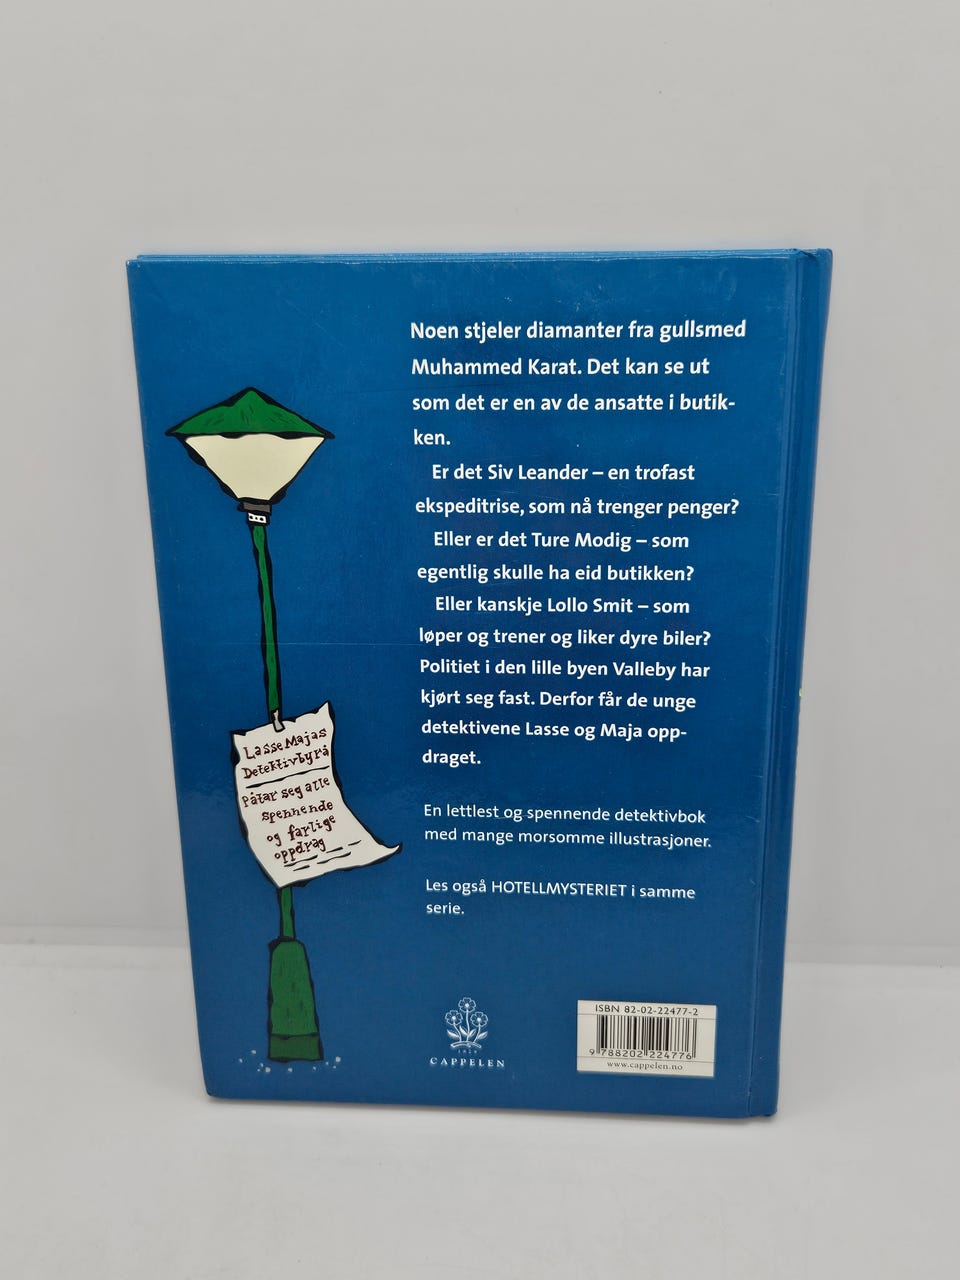 Noen stjeler diamanter fra gullsmed
Muhammed Karat. Det kan se ut
som det er en av de ansatte i butik-
ken.
Er det Siv Leander – en trofast
ekspeditrise, som nå trenger penger?
Eller er det Ture Modig – som
egentlig skulle ha eid butikken?
Eller kanskje Lollo Smit – som
løper og trener og liker dyre biler?
Politiet i den lille byen Valleby har
kjørt seg fast. Derfor får de unge
detektivene Lasse og Maja opp-
draget.
En lettlest og spennende detektivbok
med mange morsomme illustrasjoner.
Les også HOTELLMYSTERIET i samme
serie.
LasseMajas
Detektivbyrå
Påtar seg alle
spennende
og farlige
oppdrag
1829
CAPPELEN
ISBN 82-02-22477-2
9 788202 224776
www.cappelen.no